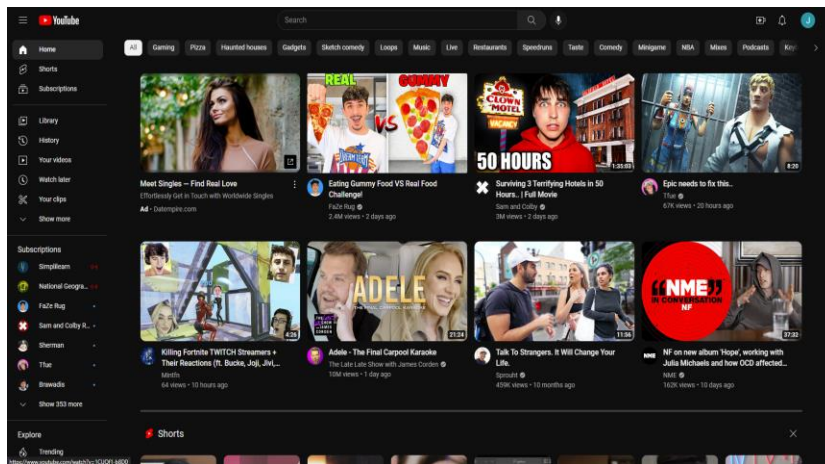 YouTube
Search
J
Home
Shorts
Subscriptions
Library
History
Your videos
Watch later
Your clips
Show more
Subscriptions
Simplilearn
National Geogra...
FaZe Rug
Sam and Colby R...
Sherman
Tfue
Brawadis
Show 353 more
Explore
Trending
All Gaming Pizza Haunted houses Gadgets Sketch comedy Loops Music Live Restaurants Speedruns Taste Comedy Minigame NBA Mixes Podcasts
Meet Singles — Find Real Love
Effortlessly Get in Touch with Worldwide Singles
Ad • Datempire.com
REAL GUMMY
VS
DREAM TEAM
Eating Gummy Food VS Real Food
Challenge!
FaZe Rug
2.4M views • 2 days ago
CLOWN
MOTEL
VACANCY
50 HOURS
1:35:03
Surviving 3 Terrifying Hotels in 50
Hours.. | Full Movie
Sam and Colby
3M views • 2 days ago
8:20
Epic needs to fix this..
Tfue
67K views • 20 hours ago
4:26
Killing Fortnite TWITCH Streamers +
Their Reactions (ft. Bucke, Joji, Jivi,...
64 views • 10 hours ago
ADELE
21:24
Adele - The Final Carpool Karaoke
The Late Late Show with James Corden
10M views • 1 day ago
11:56
Talk To Strangers. It Will Change Your
Life.
Sprouht
459K views • 10 months ago
NME
IN CONVERSATION
NF
37:32
NME
NF on new album 'Hope', working with
Julia Michaels and how OCD affected...
NME
162K views • 10 days ago
Shorts